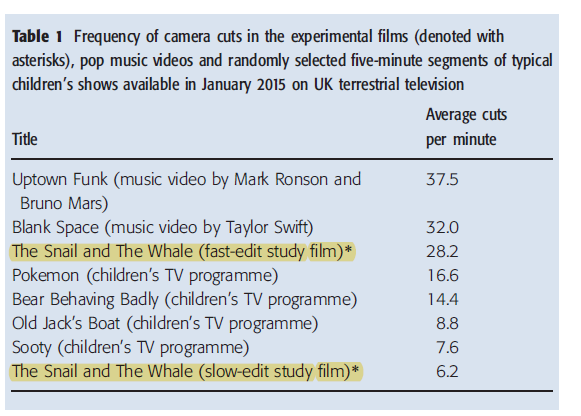 Table 1 Frequency of camera cuts in the experimental films (denoted with
asterisks), pop music videos and randomly selected five-minute segments of typical
children's shows available in January 2015 on UK terrestrial television
Average cuts
Title per minute
Uptown Funk (music video by Mark Ronson and 37.5
Bruno Mars)
Blank Space (music video by Taylor Swift) 32.0
The Snail and The Whale (fast-edit study film)* 28.2
Pokemon (children's TV programme) 16.6
Bear Behaving Badly (children's TV programme) 14.4
Old Jack's Boat (children's TV programme) 8.8
Sooty (children's TV programme) 7.6
The Snail and The Whale (slow-edit study film)* 6.2